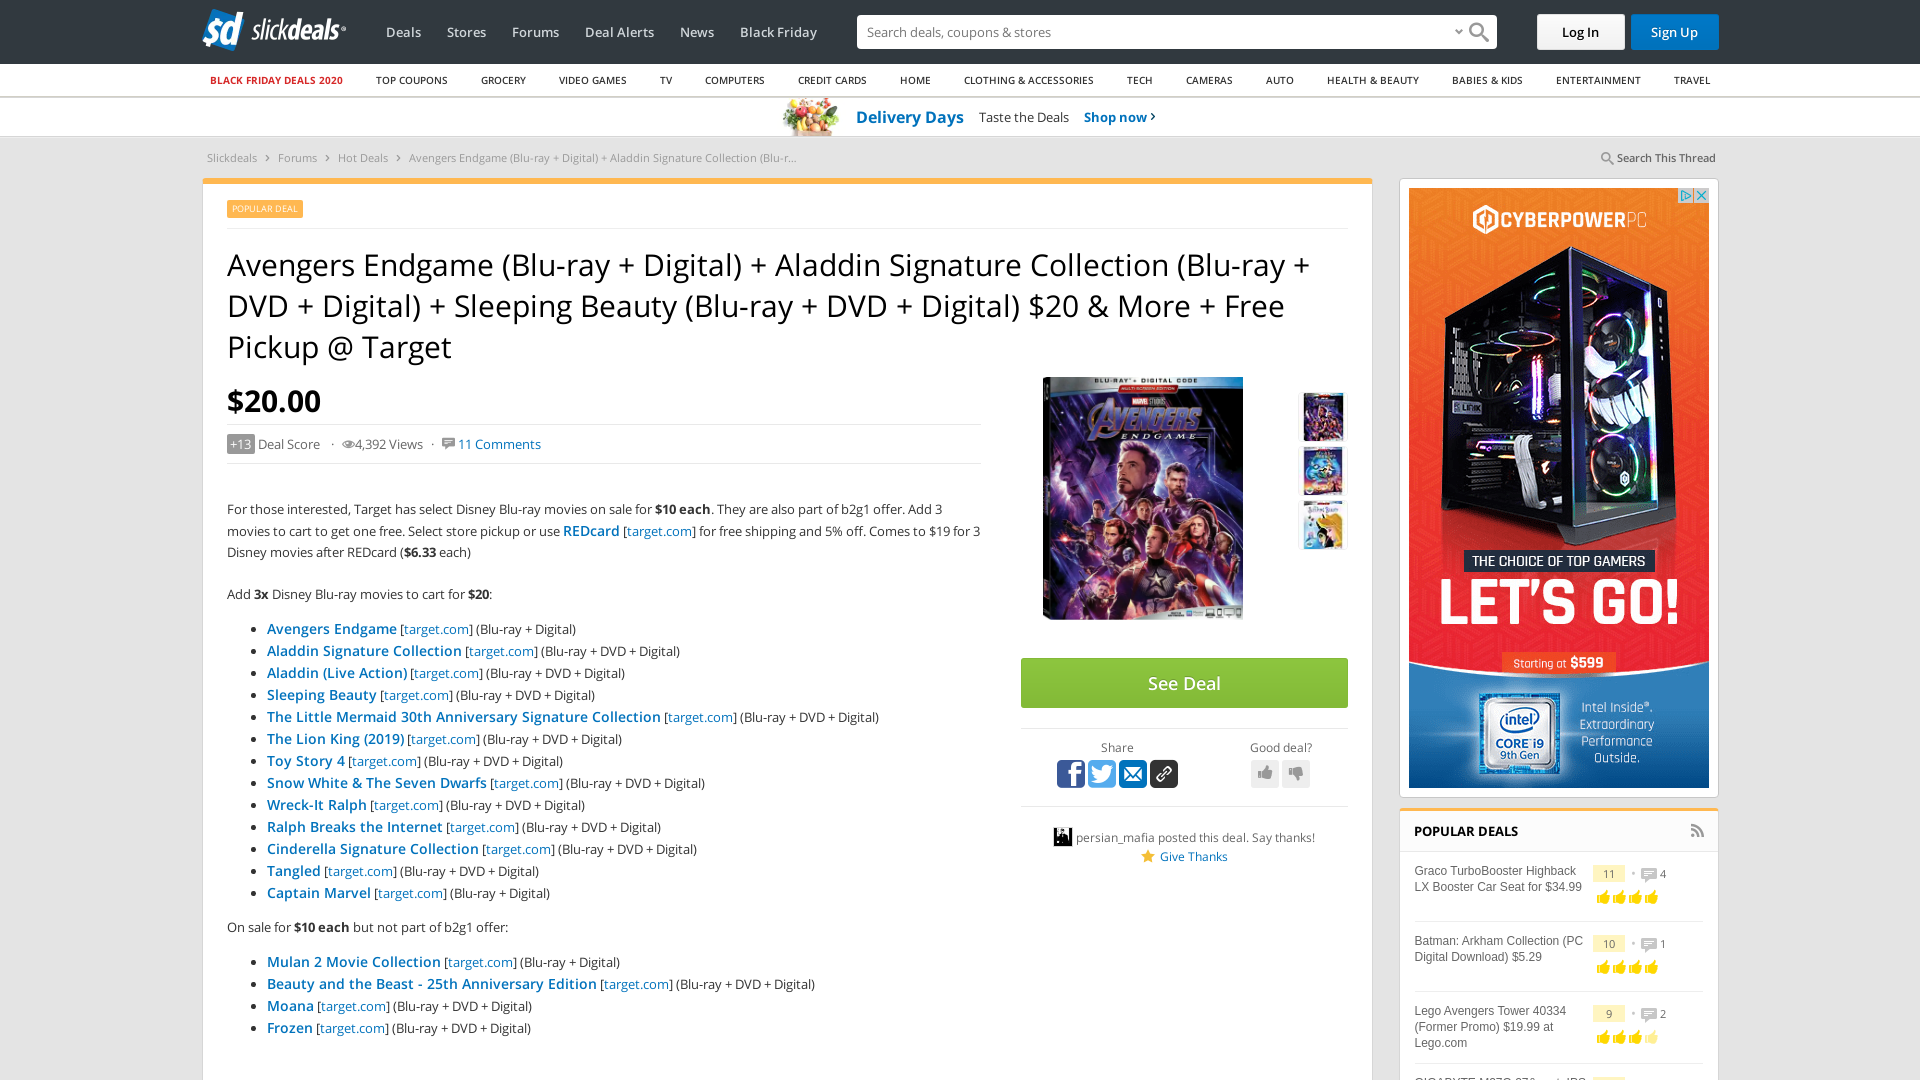 slickdeals
Deals
Stores
Forums
Deal Alerts
News
Black Friday
Search deals, coupons & stores
Log In
Sign Up
BLACK FRIDAY DEALS 2020
TOP COUPONS
GROCERY
VIDEO GAMES
TV
COMPUTERS
CREDIT CARDS
HOME
CLOTHING & ACCESSORIES
TECH
CAMERAS
AUTO
HEALTH & BEAUTY
BABIES & KIDS
ENTERTAINMENT
TRAVEL
Delivery Days Taste the Deals Shop now
Slickdeals > Forums > Hot Deals > Avengers Endgame (Blu-ray + Digital) + Aladdin Signature Collection (Blu-r...
Search This Thread
POPULAR DEAL
Avengers Endgame (Blu-ray + Digital) + Aladdin Signature Collection (Blu-ray +
DVD + Digital) + Sleeping Beauty (Blu-ray + DVD + Digital) $20 & More + Free
Pickup @ Target
$20.00
+13 Deal Score · 4,392 Views · 11 Comments
For those interested, Target has select Disney Blu-ray movies on sale for $10 each. They are also part of b2g1 offer. Add 3
movies to cart to get one free. Select store pickup or use REDcard [target.com] for free shipping and 5% off. Comes to $19 for 3
Disney movies after REDcard ($6.33 each)
Add 3x Disney Blu-ray movies to cart for $20:
Avengers Endgame [target.com] (Blu-ray + Digital)
Aladdin Signature Collection [target.com] (Blu-ray + DVD + Digital)
Aladdin (Live Action) [target.com] (Blu-ray + DVD + Digital)
Sleeping Beauty [target.com] (Blu-ray + DVD + Digital)
The Little Mermaid 30th Anniversary Signature Collection [target.com] (Blu-ray + DVD + Digital)
The Lion King (2019) [target.com] (Blu-ray + DVD + Digital)
Toy Story 4 [target.com] (Blu-ray + DVD + Digital)
Snow White & The Seven Dwarfs [target.com] (Blu-ray + DVD + Digital)
Wreck-It Ralph [target.com] (Blu-ray + DVD + Digital)
Ralph Breaks the Internet [target.com] (Blu-ray + DVD + Digital)
Cinderella Signature Collection [target.com] (Blu-ray + DVD + Digital)
Tangled [target.com] (Blu-ray + DVD + Digital)
Captain Marvel [target.com] (Blu-ray + Digital)
On sale for $10 each but not part of b2g1 offer:
Mulan 2 Movie Collection [target.com] (Blu-ray + Digital)
Beauty and the Beast - 25th Anniversary Edition [target.com] (Blu-ray + DVD + Digital)
Moana [target.com] (Blu-ray + DVD + Digital)
Frozen [target.com] (Blu-ray + DVD + Digital)
BLU-RAY + DIGITAL CODE
MULTI-SCREEN EDITION
MARVEL STUDIOS
AVENGERS
ENDGAME
See Deal
Share
Good deal?
persian_mafia posted this deal. Say thanks!
Give Thanks
CYBERPOWERPC
THE CHOICE OF TOP GAMERS
LET'S GO!
Starting at $599
intel
CORE i9
9th Gen
Intel Inside®.
Extraordinary
Performance
Outside.
POPULAR DEALS
Graco TurboBooster Highback
LX Booster Car Seat for $34.99
11 • 4
Batman: Arkham Collection (PC
Digital Download) $5.29
10 • 1
Lego Avengers Tower 40334
(Former Promo) $19.99 at
Lego.com
9 • 2